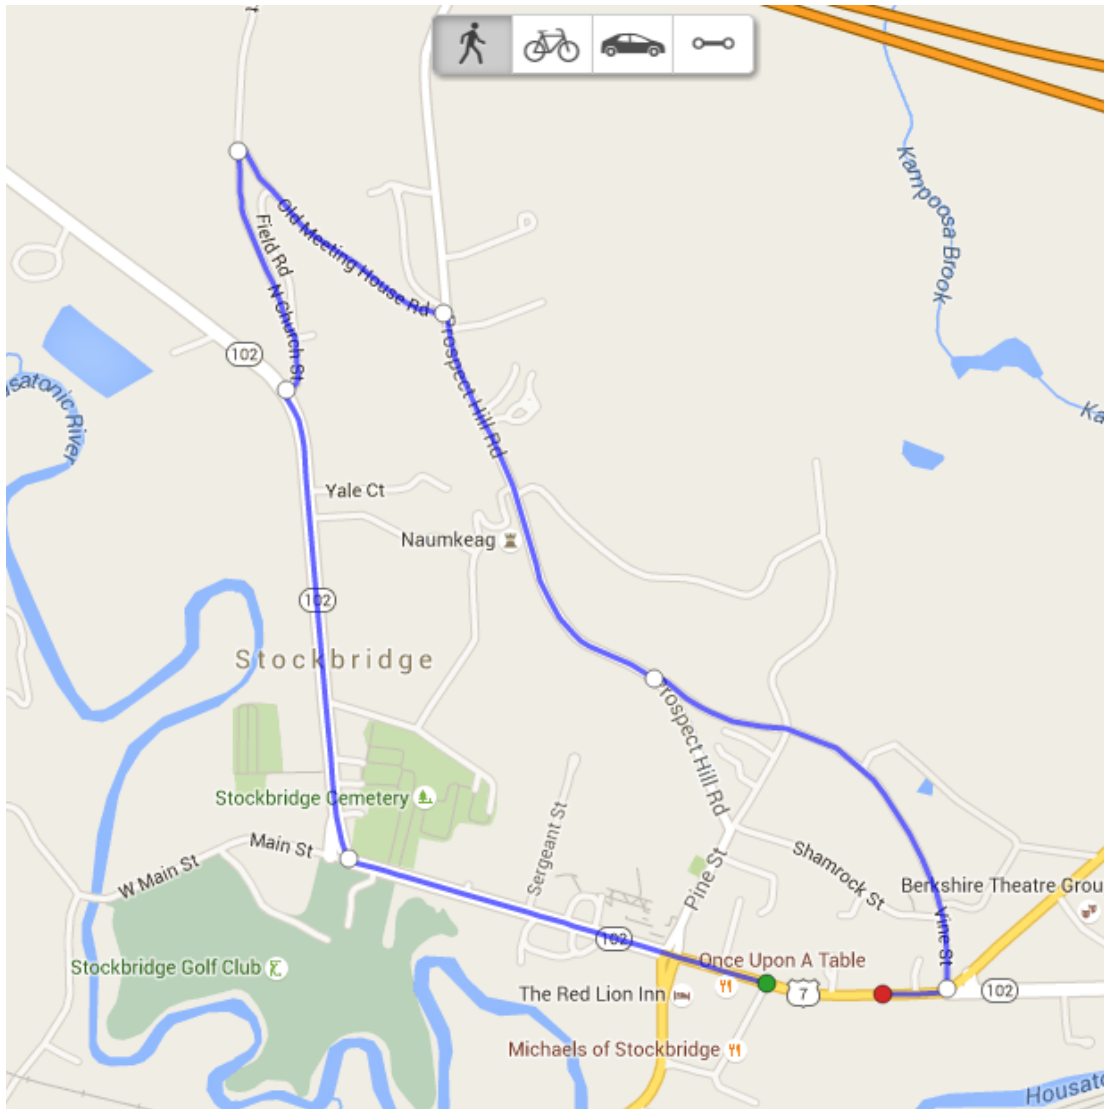 Kampoosa Brook
Old Meeting House Rd
Field Rd
N Church St
102
Prospect Hill Rd
Housatonic River
Yale Ct
Naumkeag
102
Stockbridge
Prospect Hill Rd
Stockbridge Cemetery
Main St
W Main St
Sergeant St
Pine St
Shamrock St
Berkshire Theatre Grou
Vine St
102
Once Upon A Table
Stockbridge Golf Club
The Red Lion Inn
7
102
Michaels of Stockbridge
Housato
Ka